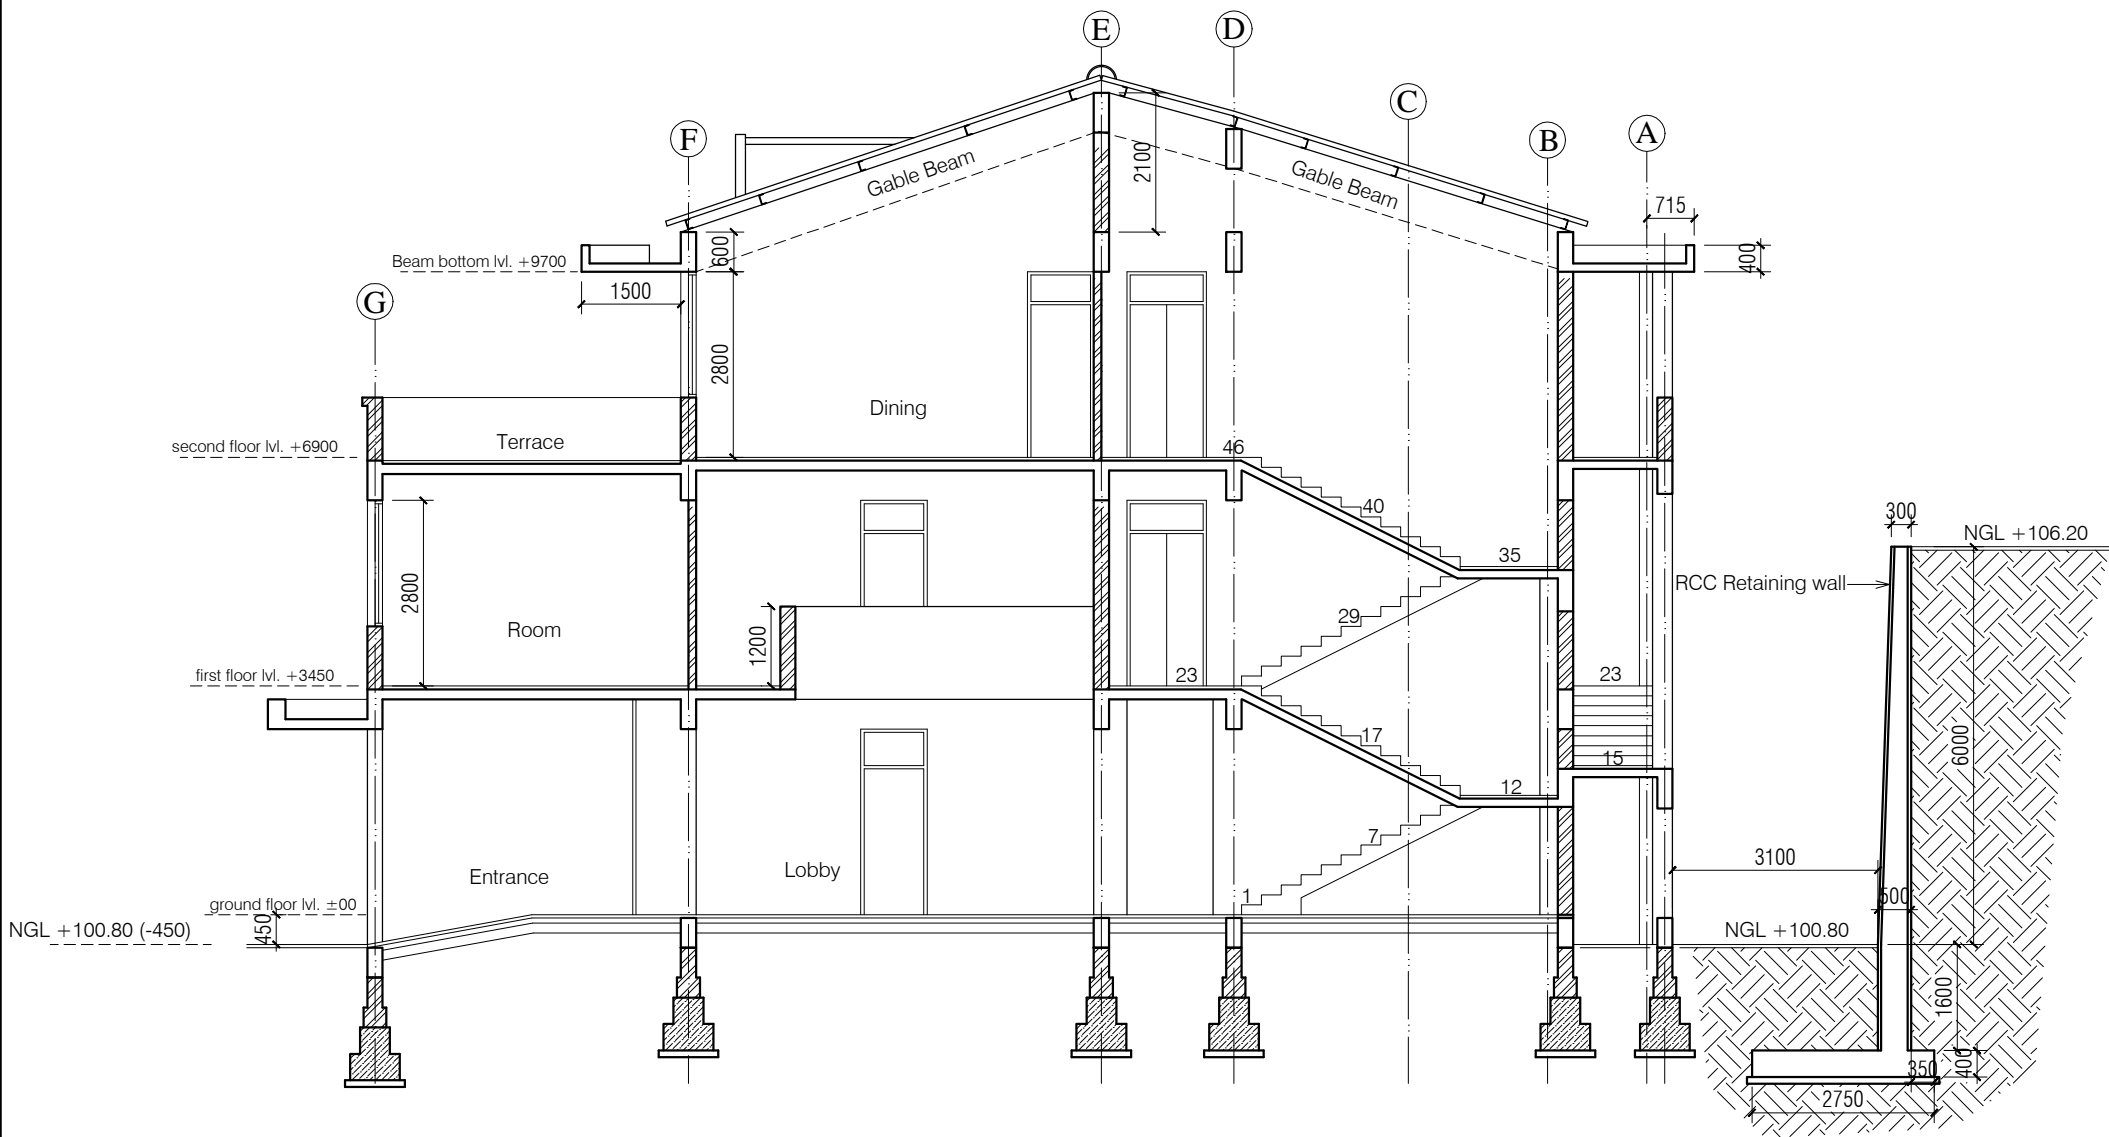 E
D
C
F
B
A
2100
Gable Beam
Gable Beam
715
600
400
Beam bottom lvl. +9700
1500
G
2800
Dining
Terrace
second floor lvl. +6900
46
40
300
NGL +106.20
35
RCC Retaining wall
2800
29
Room
1200
first floor lvl. +3450
23
23
17
6000
15
12
7
3100
Entrance
Lobby
1
500
ground floor lvl. ±00
450
NGL +100.80 (-450)
NGL +100.80
1600
400
350
2750